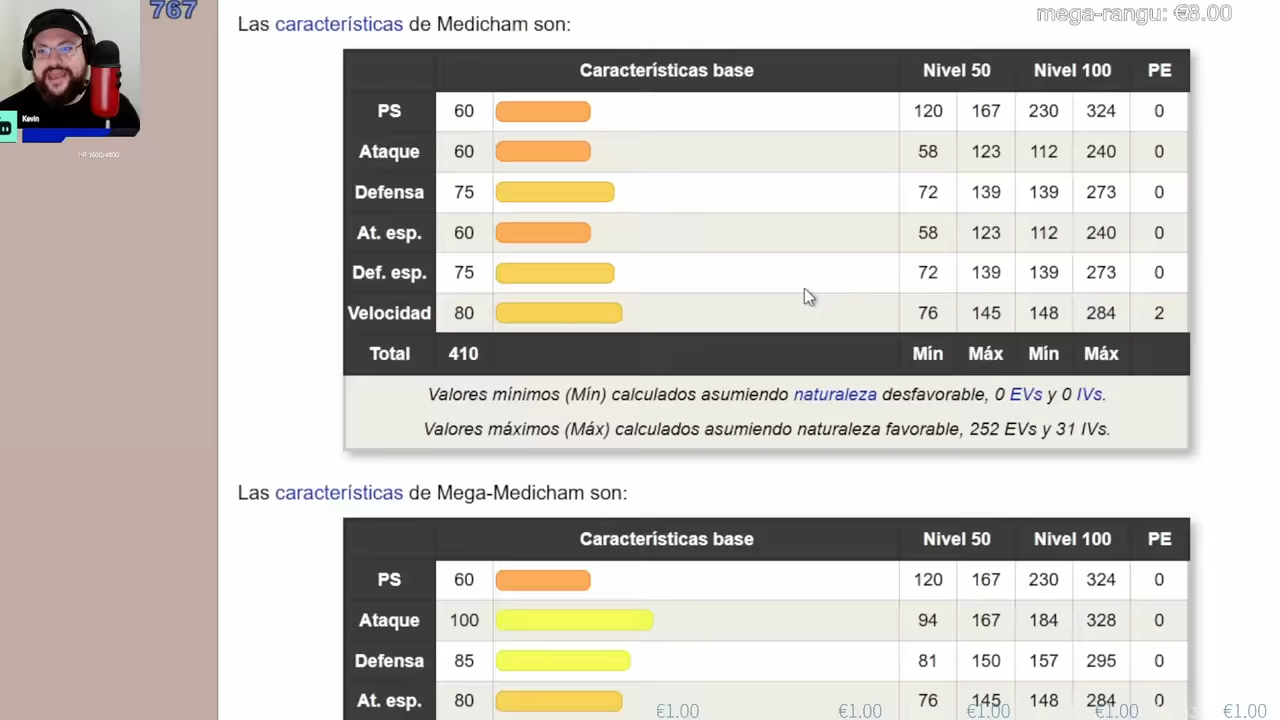 767
mega-rangu: €8.00
Kevin
HP 3600/4800
Las características de Medicham son:
Características base Nivel 50 Nivel 100 PE
PS 60 120 167 230 324 0
Ataque 60 58 123 112 240 0
Defensa 75 72 139 139 273 0
At. esp. 60 58 123 112 240 0
Def. esp. 75 72 139 139 273 0
Velocidad 80 76 145 148 284 2
Total 410 Mín Máx Mín Máx
Valores mínimos (Mín) calculados asumiendo naturaleza desfavorable, 0 EVs y 0 IVs.
Valores máximos (Máx) calculados asumiendo naturaleza favorable, 252 EVs y 31 IVs.
Las características de Mega-Medicham son:
Características base Nivel 50 Nivel 100 PE
PS 60 120 167 230 324 0
Ataque 100 94 167 184 328 0
Defensa 85 81 150 157 295 0
At. esp. 80 76 145 148 284 0
€1.00 €1.00 €1.00 €1.00 €1.00